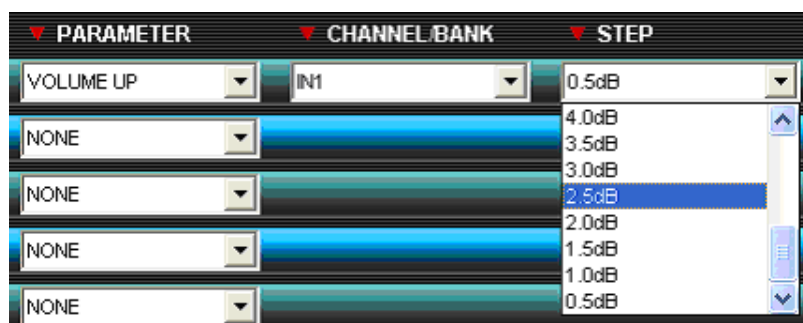 PARAMETER CHANNEL/BANK STEP
VOLUME UP IN1 0.5dB
4.0dB
NONE 3.5dB
3.0dB
NONE 2.5dB
2.0dB
NONE 1.5dB
1.0dB
NONE 0.5dB